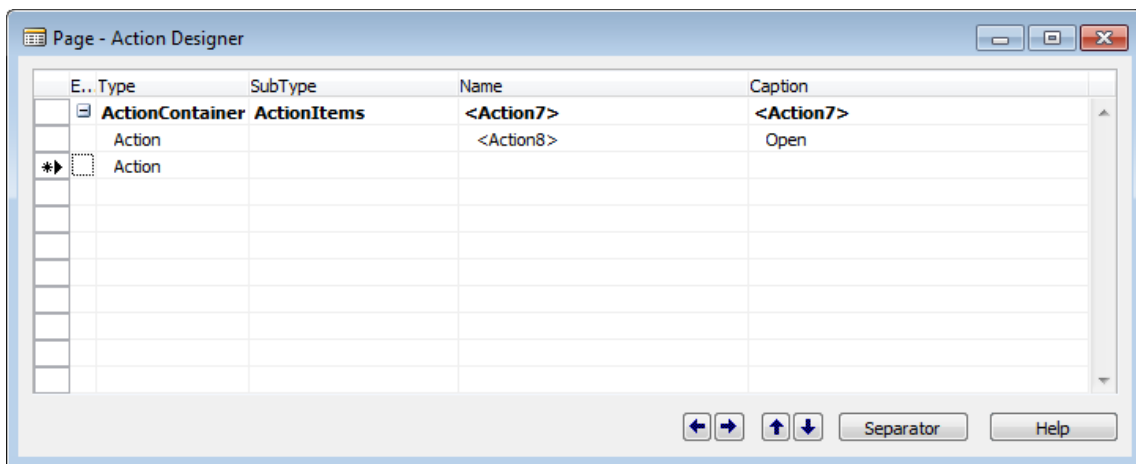 Page - Action Designer
E.. Type SubType Name Caption
ActionContainer ActionItems <Action7> <Action7>
Action <Action8> Open
Action
Separator Help